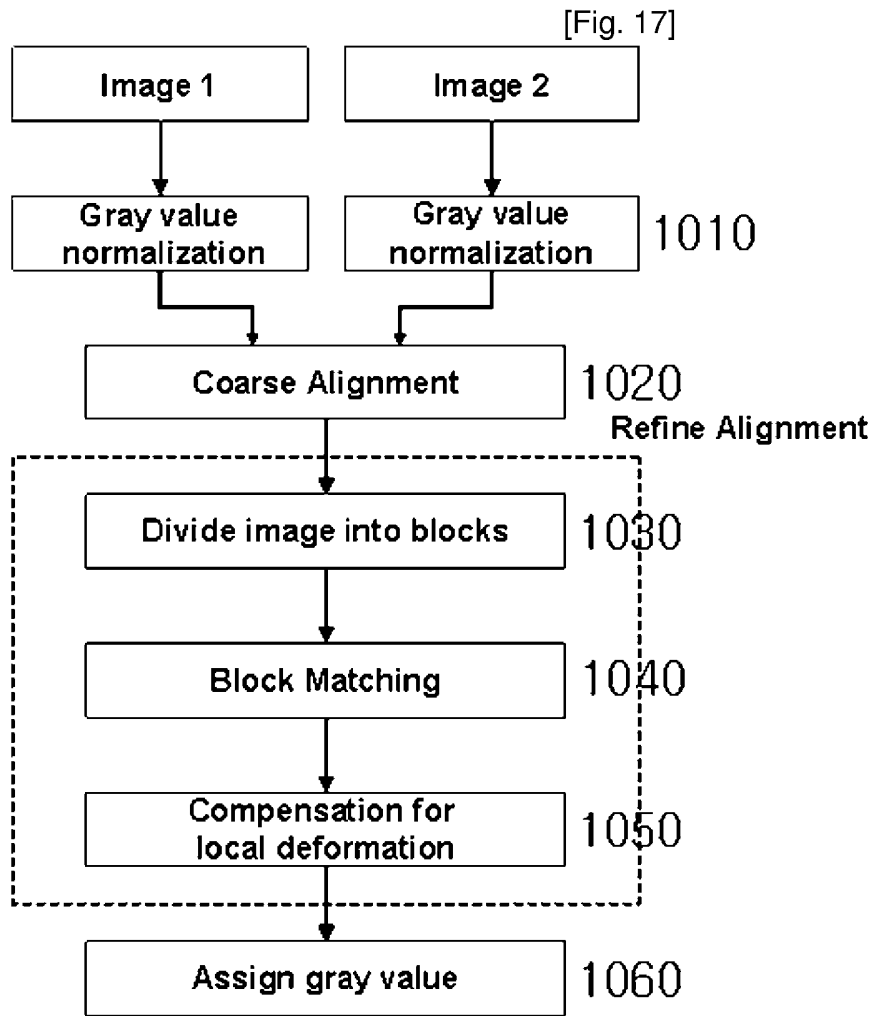 [Fig. 17]
Image 1
Image 2
Gray value
normalization
Gray value
normalization
1010
Coarse Alignment
1020
Refine Alignment
Divide image into blocks
1030
Block Matching
1040
Compensation for
local deformation
1050
Assign gray value
1060